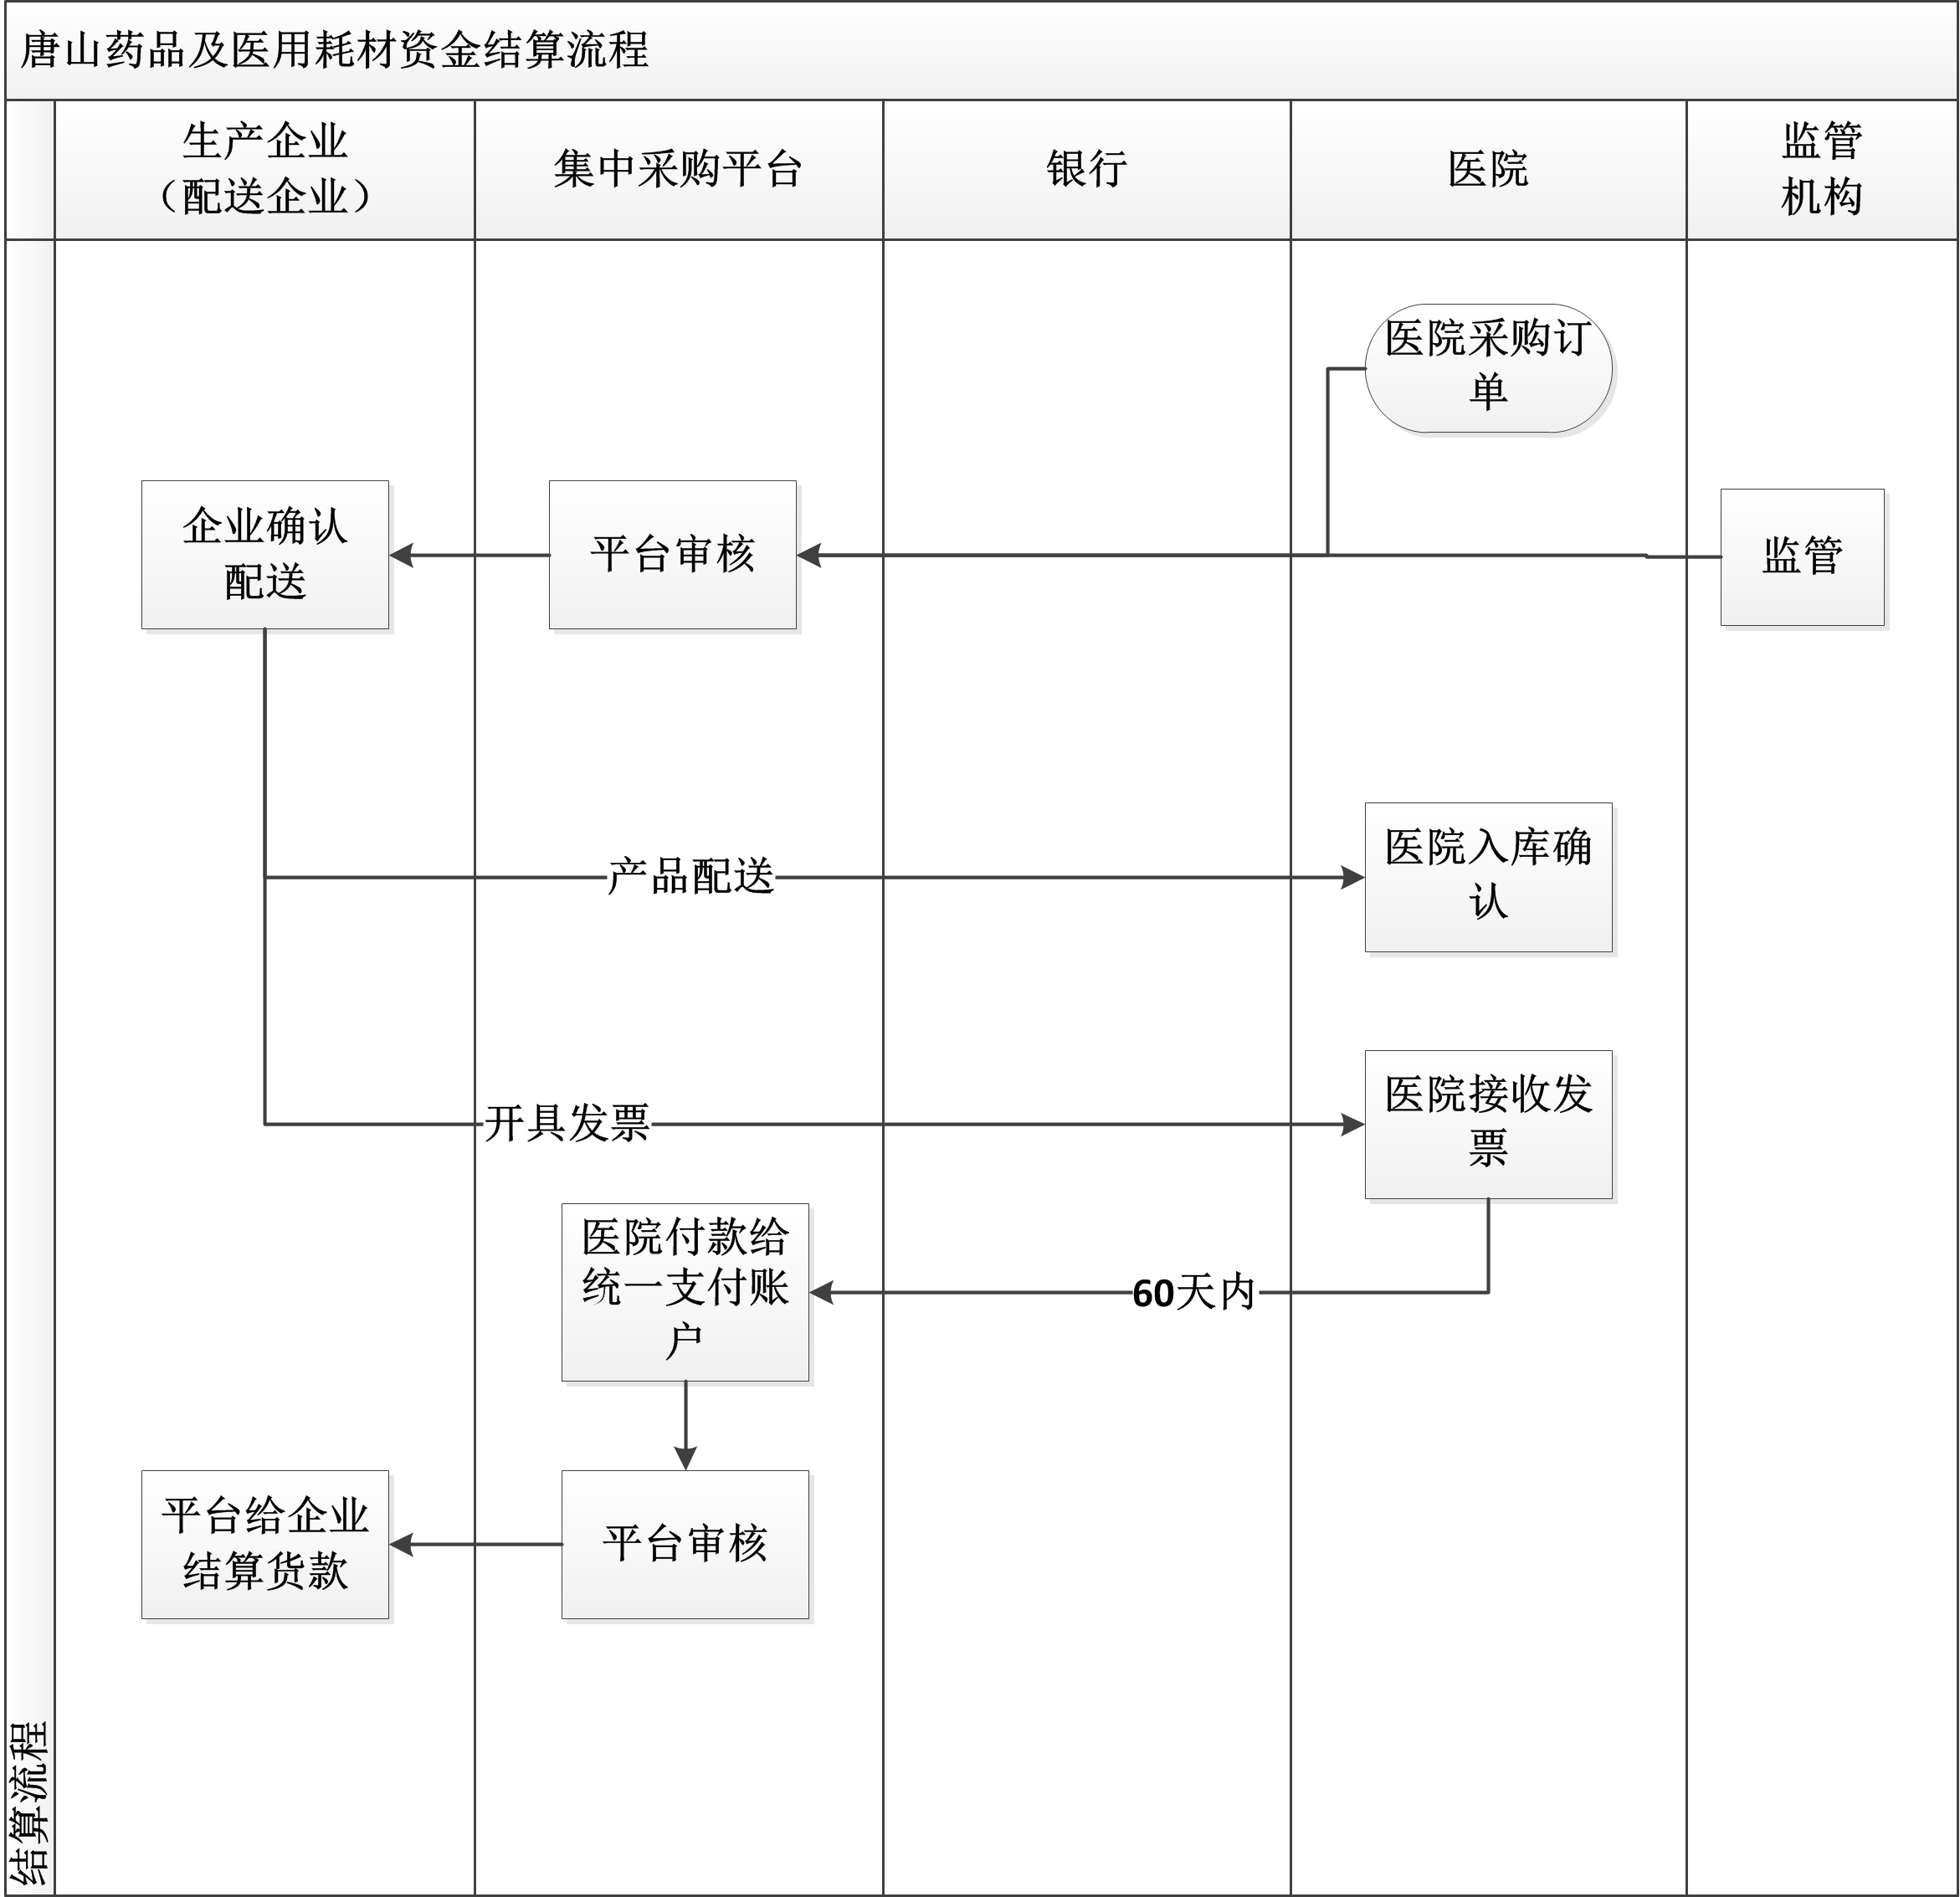 唐山药品及医用耗材资金结算流程
生产企业
（配送企业）
集中采购平台
银行
医院
监管
机构
医院采购订
单
企业确认
配送
平台审核
监管
产品配送
医院入库确
认
开具发票
医院接收发
票
医院付款给
统一支付账
户
60天内
平台给企业
结算货款
平台审核
结算流程